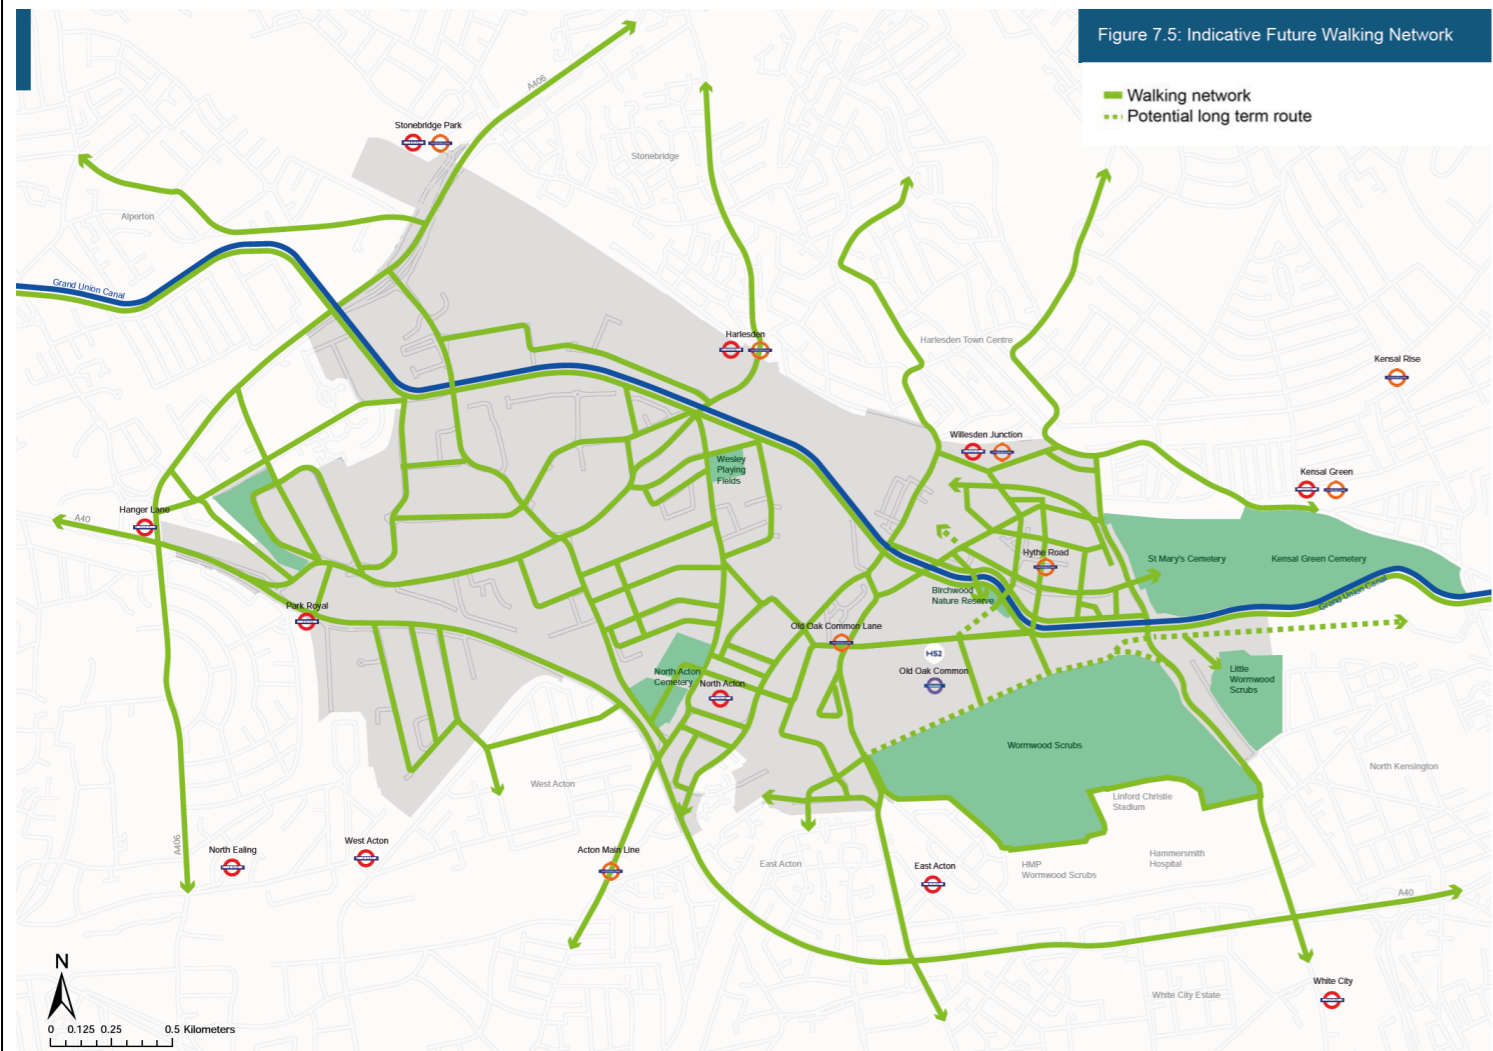 Figure 7.5: Indicative Future Walking Network
Walking network
Potential long term route
A406
Stonebridge Park
Stonebridge
Alperton
Grand Union Canal
Harlesden
Harlesden Town Centre
Kensal Rise
Willesden Junction
Wesley
Playing
Fields
Kensal Green
Hanger Lane
A40
Hythe Road
St Mary's Cemetery
Kensal Green Cemetery
Birchwood
Nature Reserve
Grand Union Canal
Park Royal
Old Oak Common Lane
HS2
Old Oak Common
North Acton
Cemetery
North Acton
Little
Wormwood
Scrubs
Wormwood Scrubs
North Kensington
West Acton
Linford Christie
Stadium
A406
North Ealing
West Acton
Acton Main Line
East Acton
East Acton
HMP
Wormwood Scrubs
Hammersmith
Hospital
A40
N
White City
White City Estate
0 0.125 0.25 0.5 Kilometers